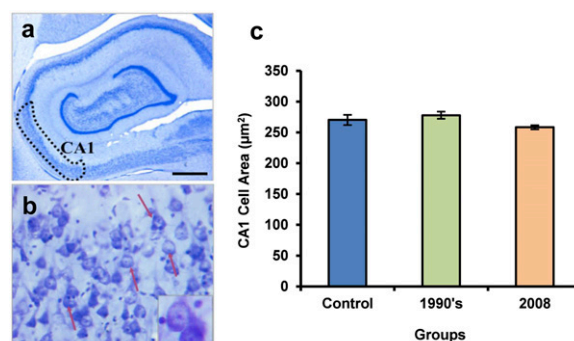 a
CA1
b
c
CA1 Cell Area (µm²)
350
300
250
200
150
100
50
0
Control 1990's 2008
Groups